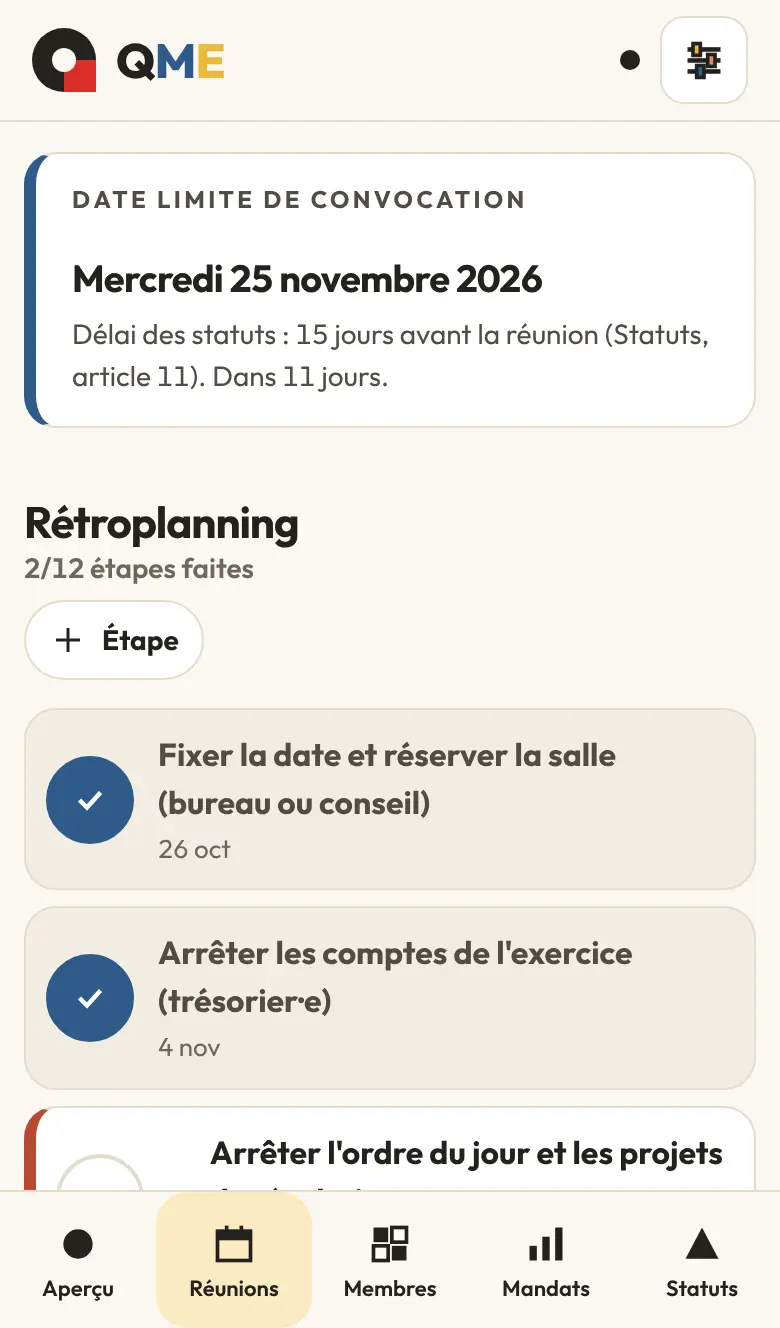 QME
DATE LIMITE DE CONVOCATION
Mercredi 25 novembre 2026
Délai des statuts : 15 jours avant la réunion (Statuts,
article 11). Dans 11 jours.
Rétroplanning
2/12 étapes faites
+ Étape
Fixer la date et réserver la salle
(bureau ou conseil)
26 oct
Arrêter les comptes de l'exercice
(trésorier·e)
4 nov
Arrêter l'ordre du jour et les projets
Aperçu
Réunions
Membres
Mandats
Statuts